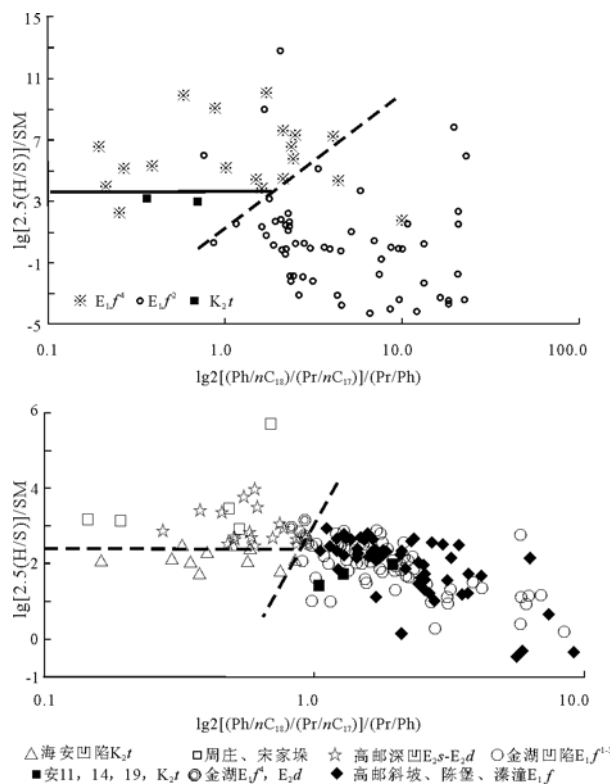 15
11
7
3
-1
-5
lg[2.5(H/S)]/SM
※ E₁f⁴ ○ E₁f² ■ K₂t
0.1 1.0 10.0 100.0
lg2[(Ph/nC₁₈)/(Pr/nC₁₇)]/(Pr/Ph)
6
4
2
0
-1
lg[2.5(H/S)]/SM
0.1 1.0 10.0
lg2[(Ph/nC₁₈)/(Pr/nC₁₇)]/(Pr/Ph)
△海安凹陷K₂t □周庄、宋家垛 ☆高邮深凹E₂s-E₂d ○金湖凹陷E₁f¹⁻
■安11，14，19，K₂t ◎金湖E₁f⁴，E₂d ◆高邮斜坡、陈堡、溱潼E₁f